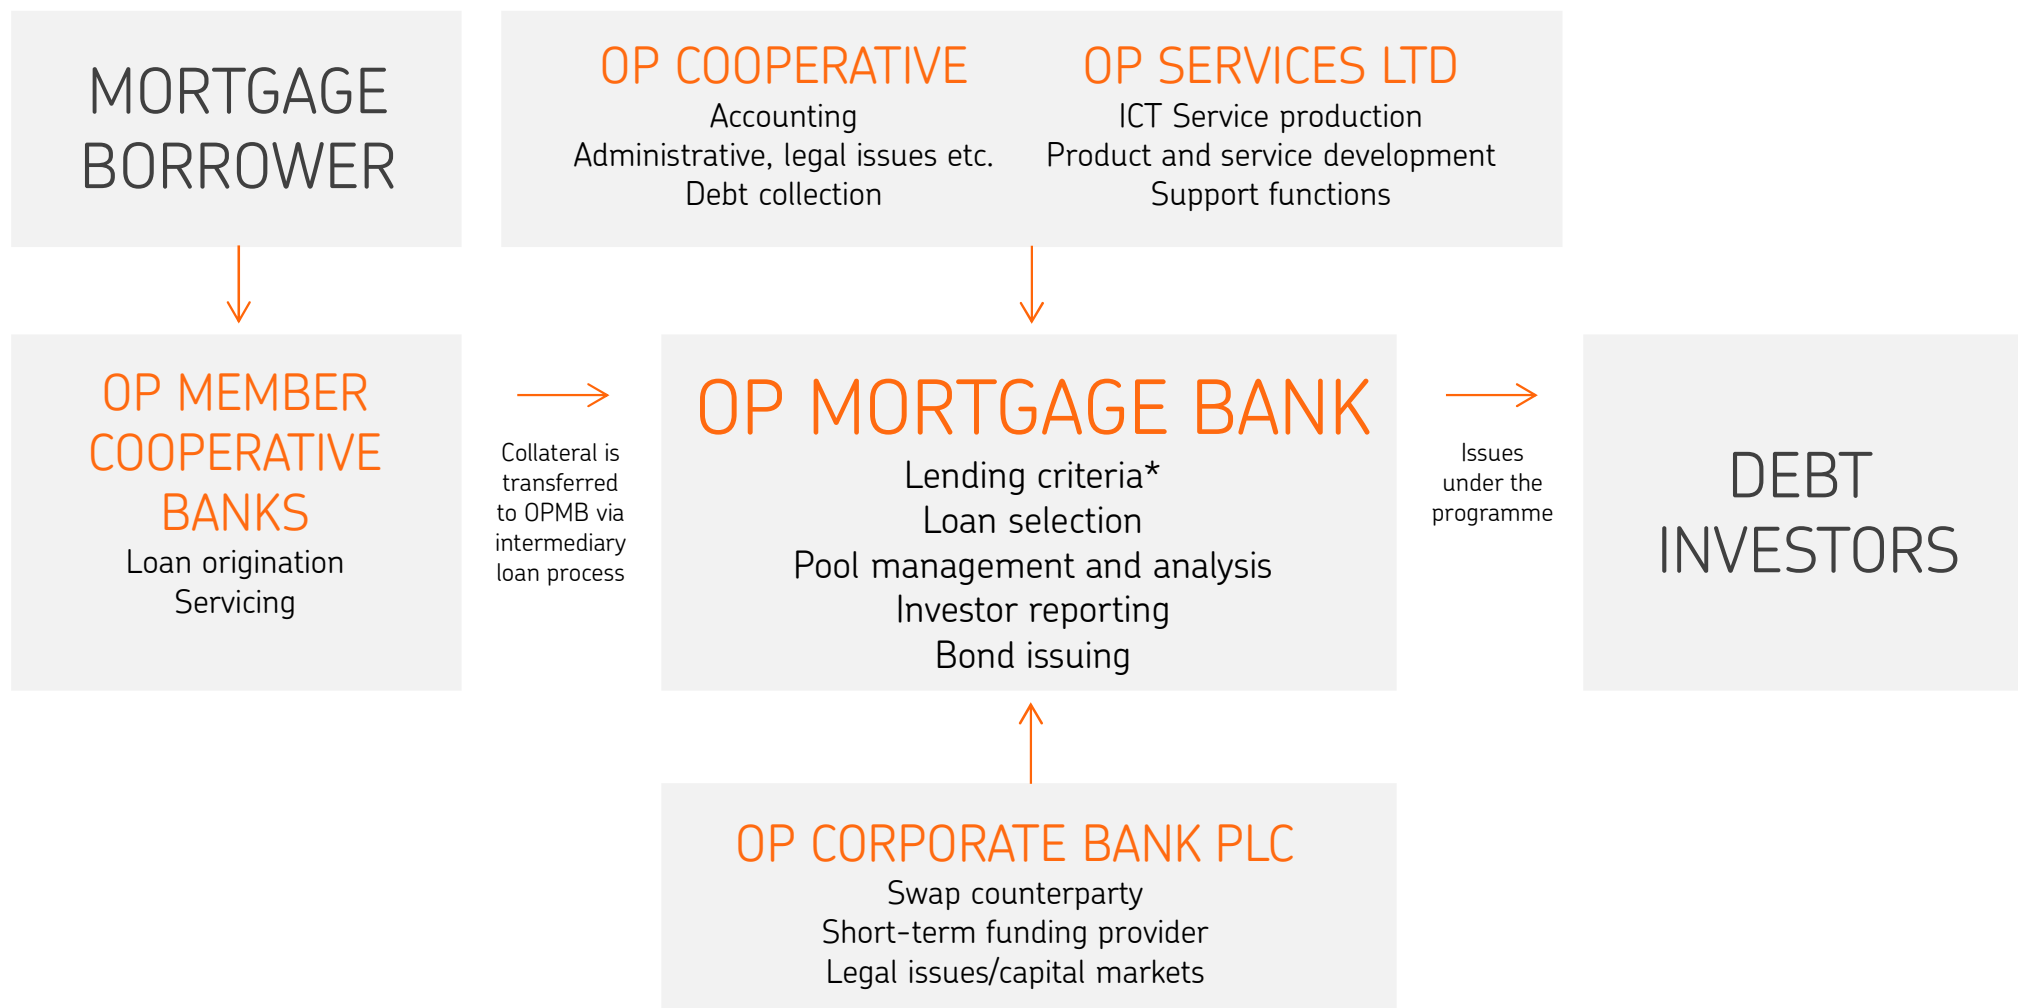 MORTGAGE
BORROWER
OP COOPERATIVE
Accounting
Administrative, legal issues etc.
Debt collection
OP SERVICES LTD
ICT Service production
Product and service development
Support functions
OP MEMBER
COOPERATIVE
BANKS
Loan origination
Servicing
Collateral is
transferred
to OPMB via
intermediary
loan process
OP MORTGAGE BANK
Lending criteria*
Loan selection
Pool management and analysis
Investor reporting
Bond issuing
Issues
under the
programme
DEBT
INVESTORS
OP CORPORATE BANK PLC
Swap counterparty
Short-term funding provider
Legal issues/capital markets